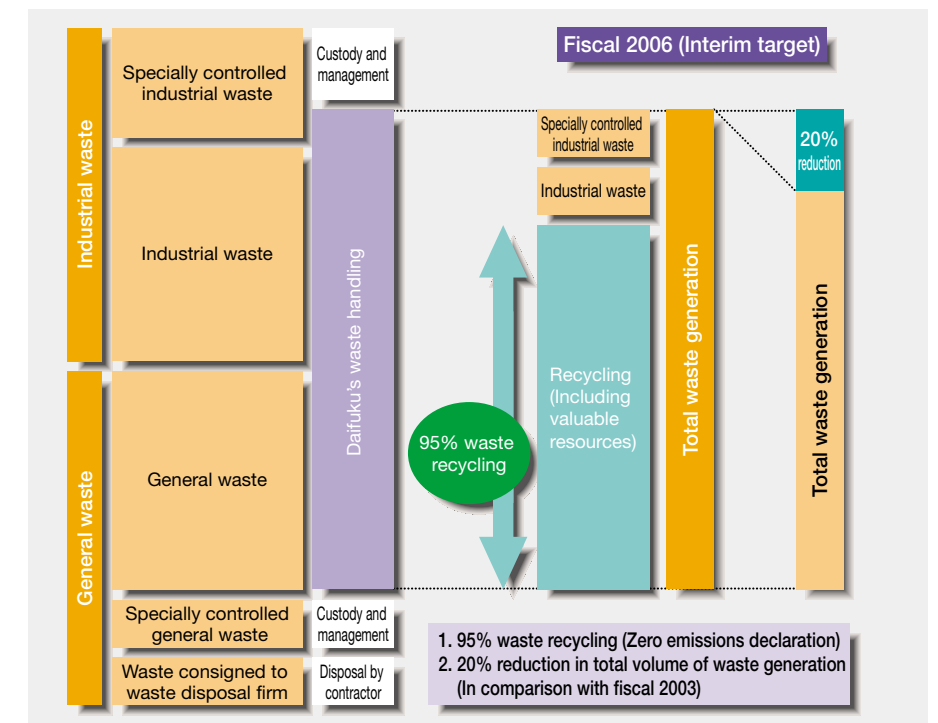 Fiscal 2006 (Interim target)
Industrial waste
Specially controlled
industrial waste
Industrial waste
Custody and
management
Daifuku's waste handling
General waste
General waste
Specially controlled
general waste
Custody and
management
Waste consigned to
waste disposal firm
Disposal by
contractor
95% waste
recycling
Specially controlled
industrial waste
Industrial waste
Recycling
(Including
valuable
resources)
Total waste generation
20%
reduction
Total waste generation
1. 95% waste recycling (Zero emissions declaration)
2. 20% reduction in total volume of waste generation
(In comparison with fiscal 2003)